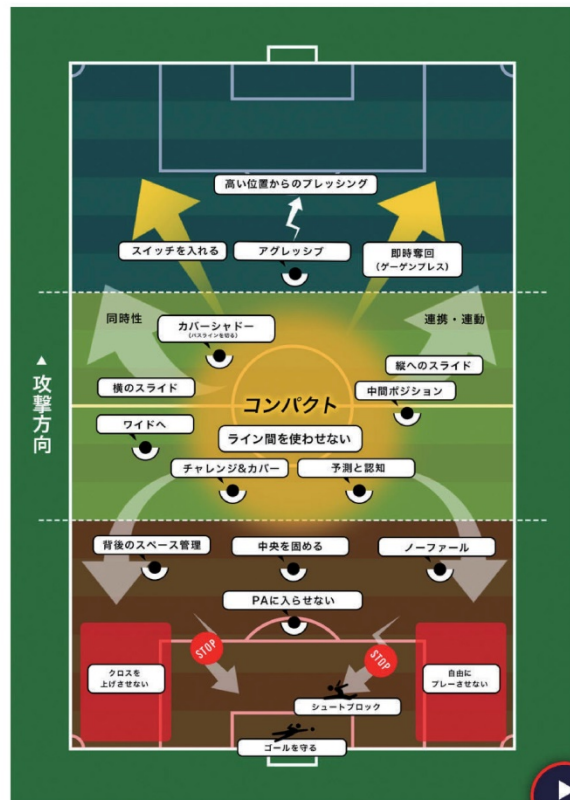 高い位置からのプレッシング
スイッチを入れる
アグレッシブ
即時奪回
(ゲーゲンプレス)
同時性
カバーシャドー
(パスラインを切る)
連携・連動
縦へのスライド
横のスライド
中間ポジション
コンパクト
▲攻撃方向
ワイドへ
ライン間を使わせない
チャレンジ&カバー
予測と認知
背後のスペース管理
中央を固める
ノーファール
PAに入らせない
STOP
STOP
クロスを
上げさせない
自由に
プレーさせない
シュートブロック
ゴールを守る